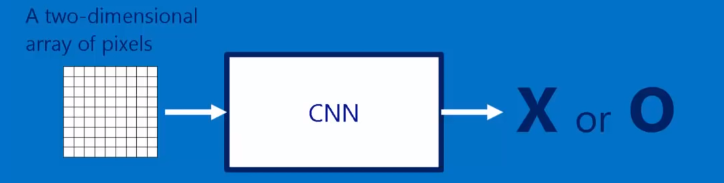 A two-dimensional
array of pixels
CNN
X or O